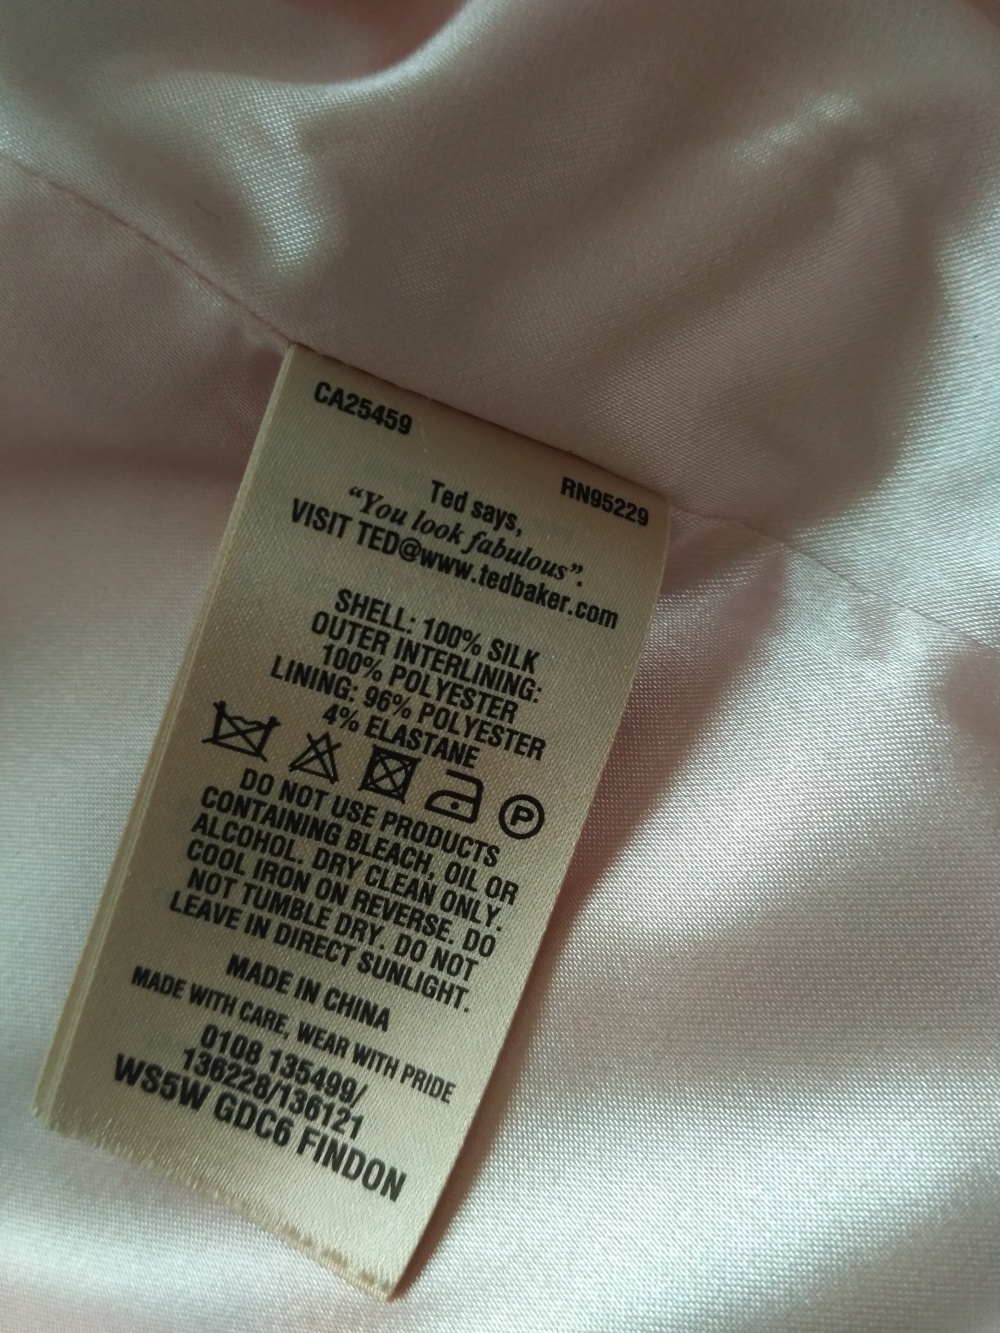 CA25459
RN95229
Ted says,
“You look fabulous”.
VISIT TED@www.tedbaker.com
SHELL: 100% SILK
OUTER INTERLINING:
100% POLYESTER
LINING: 96% POLYESTER
4% ELASTANE
P
DO NOT USE PRODUCTS
CONTAINING BLEACH, OIL OR
ALCOHOL. DRY CLEAN ONLY.
COOL IRON ON REVERSE. DO
NOT TUMBLE DRY. DO NOT
LEAVE IN DIRECT SUNLIGHT.
MADE IN CHINA
MADE WITH CARE, WEAR WITH PRIDE
0108 135499/
136228/136121
WS5W GDC6 FINDON